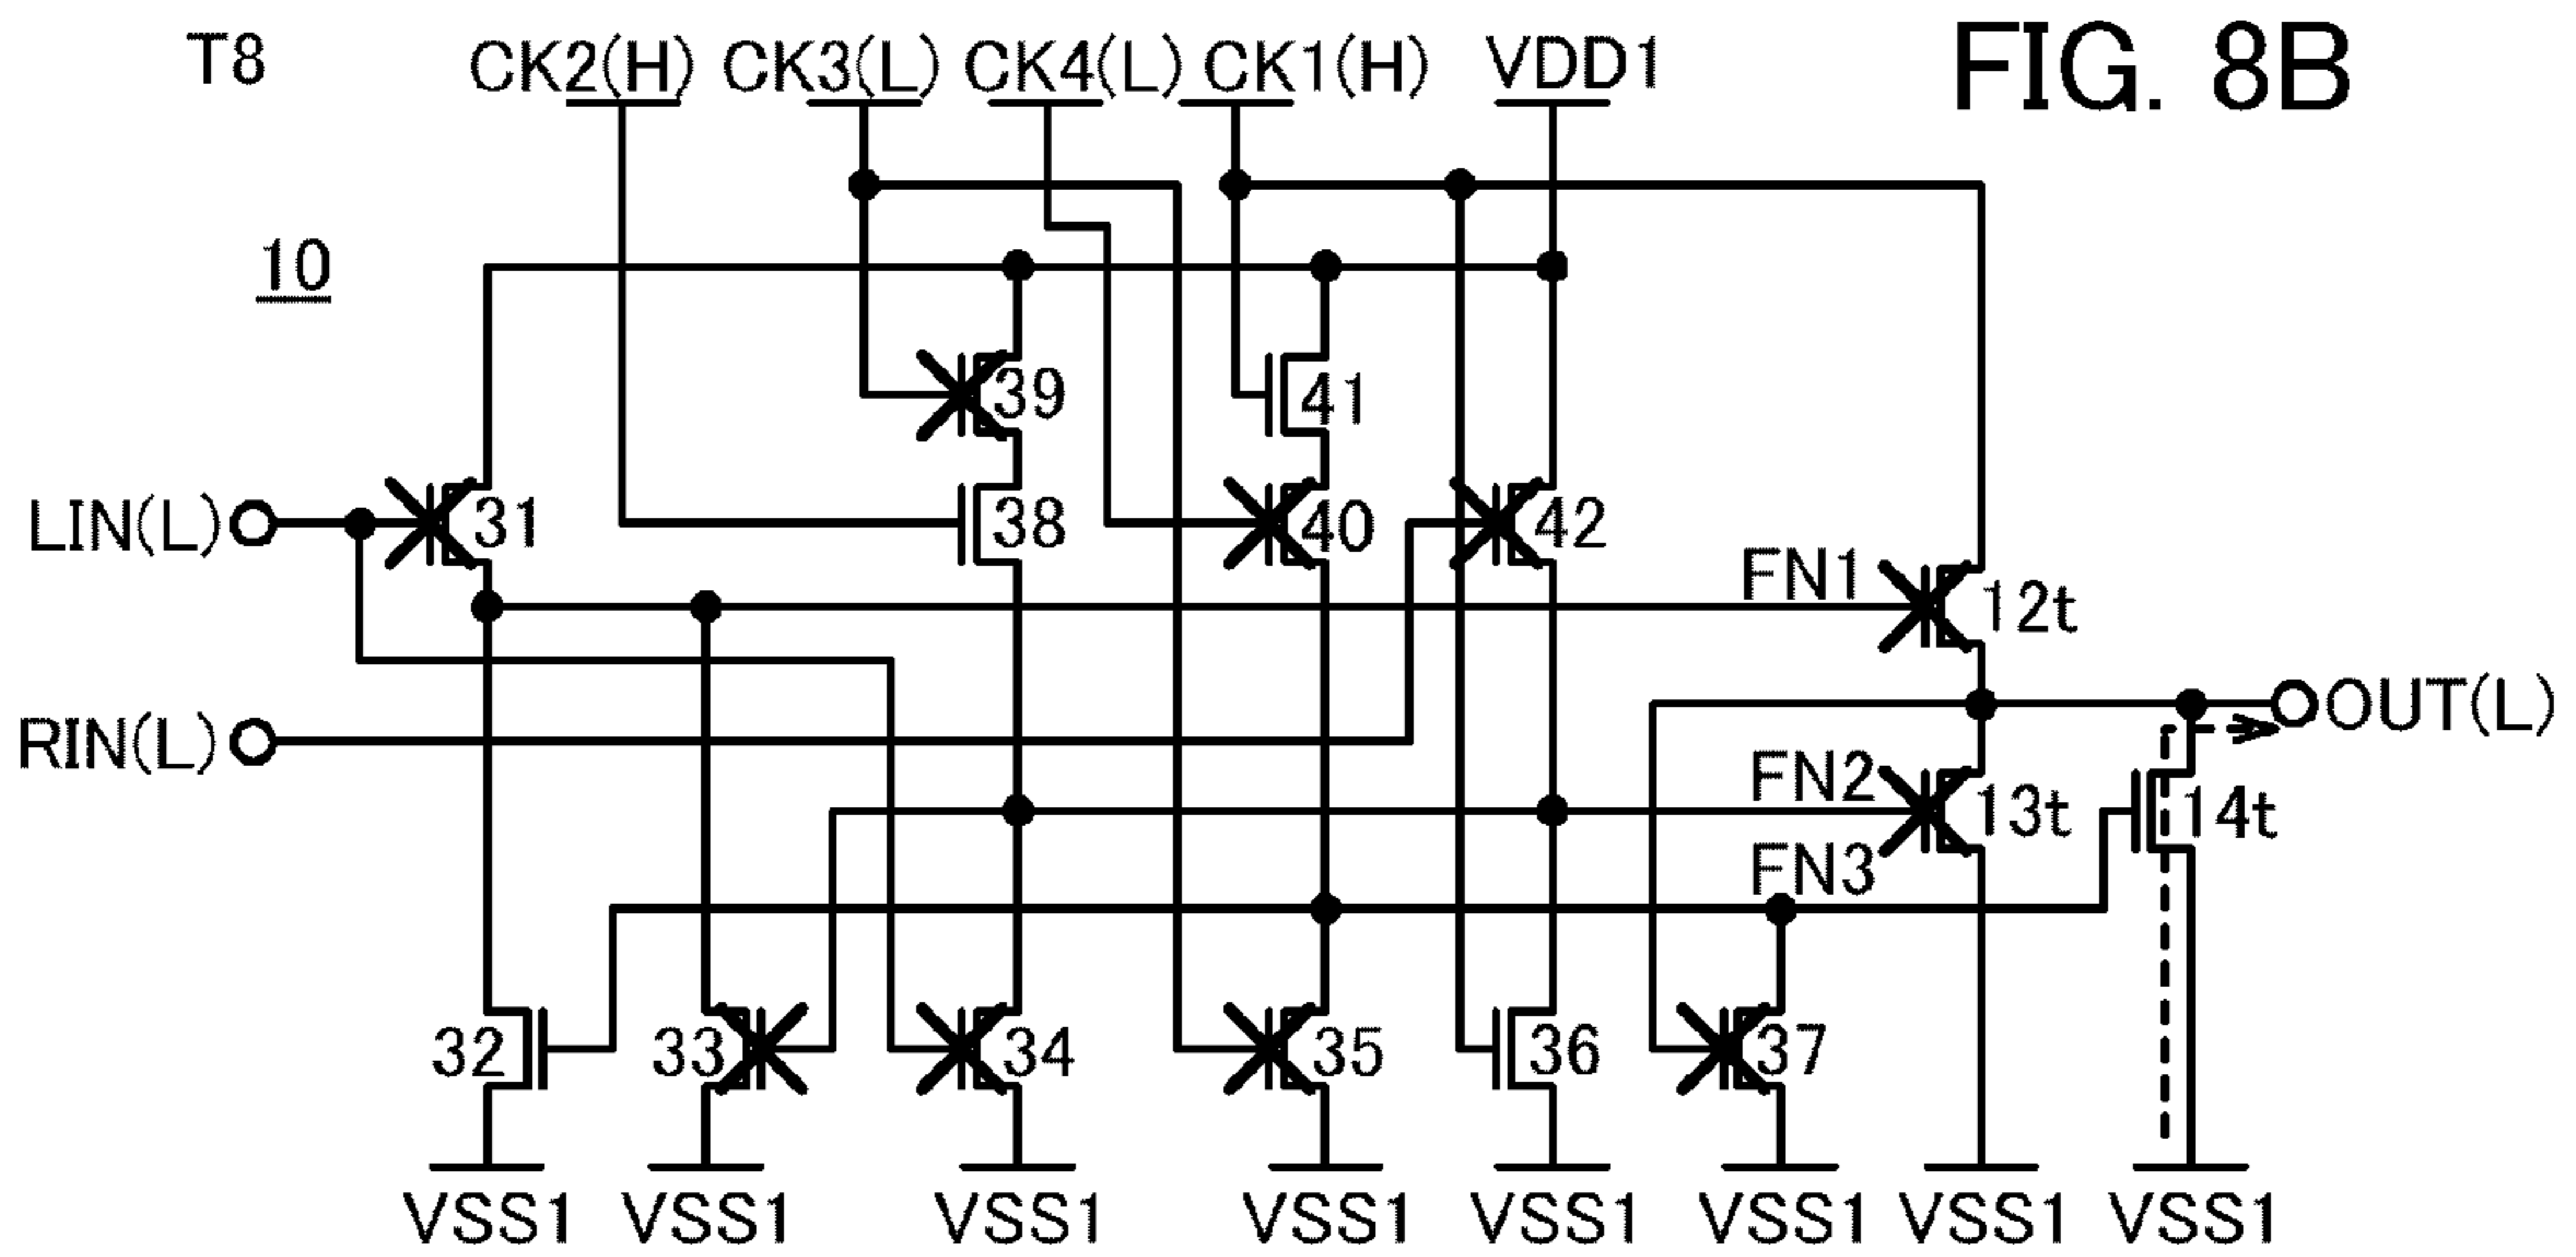 T8 CK2(H) CK3(L) CK4(L) CK1(H) VDD1 FIG. 8B
10
39 41
LIN(L) 31 38 40 42
FN1 12t
RIN(L) OUT(L)
FN2 13t 14t
FN3
32 33 34 35 36 37
VSS1 VSS1 VSS1 VSS1 VSS1 VSS1 VSS1 VSS1